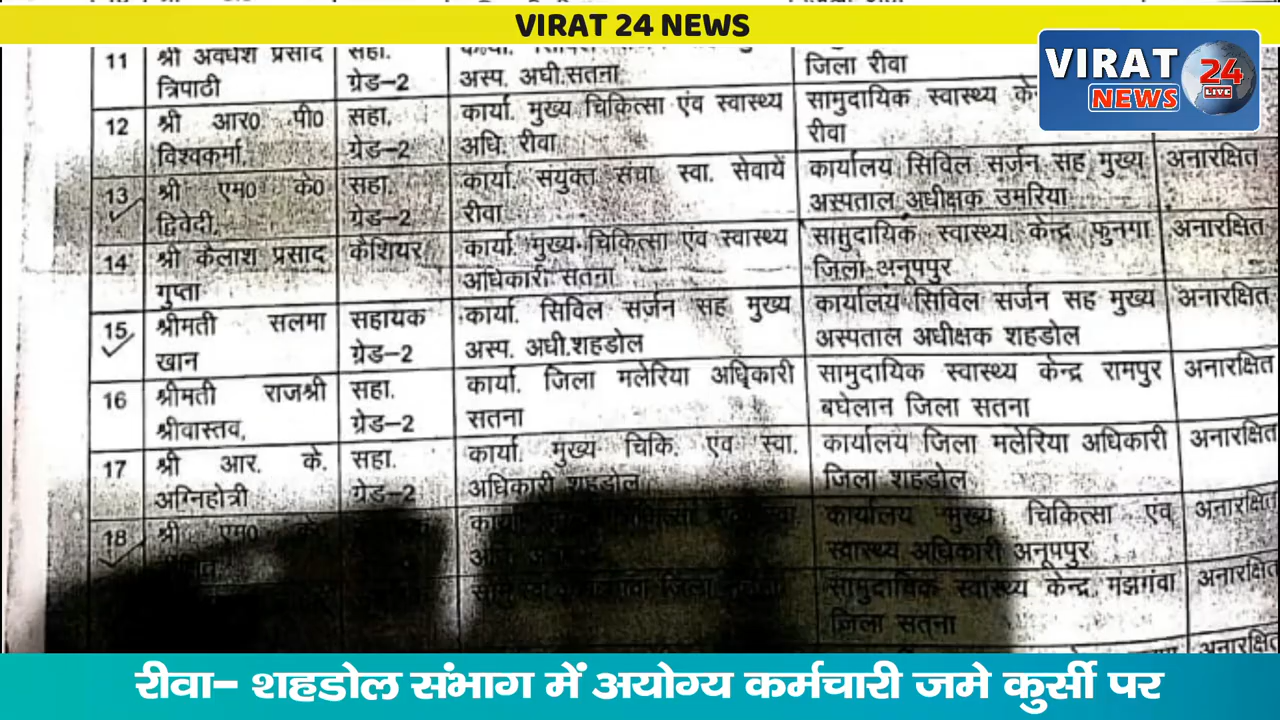 VIRAT 24 NEWS
VIRAT 24
NEWS LIVE
11 श्री अवधेश प्रसाद सहा. जिला रीवा
त्रिपाठी ग्रेड–2 अस्प. अधी.सतना
12 श्री आर0 पी0 सहा. कार्या. मुख्य चिकित्सा एंव स्वास्थ्य सामुदायिक स्वास्थ्य
विश्वकर्मा, ग्रेड–2 अधि. रीवा रीवा
13 श्री एम0 के0 सहा. कार्या. संयुक्त संचा. स्वा. सेवायें कार्यालय सिविल सर्जन सह मुख्य अनारक्षित
द्विवेदी, ग्रेड–2 रीवा अस्पताल अधीक्षक उमरिया
14 श्री कैलाश प्रसाद कैशियर कार्या. मुख्य चिकित्सा एंव स्वास्थ्य सामुदायिक स्वास्थ्य केन्द्र फुनगा अनारक्षित
गुप्ता अधिकारी सतना जिला अनूपपुर
15 श्रीमती सलमा सहायक कार्या. सिविल सर्जन सह मुख्य कार्यालय सिविल सर्जन सह मुख्य अनारक्षित
खान ग्रेड–2 अस्प. अधी.शहडोल अस्पताल अधीक्षक शहडोल
16 श्रीमती राजश्री सहा. कार्या. जिला मलेरिया अधिकारी सामुदायिक स्वास्थ्य केन्द्र रामपुर अनारक्षित
श्रीवास्तव, ग्रेड–2 सतना बघेलान जिला सतना
17 श्री आर. के. सहा. कार्या. मुख्य चिकि. एंव स्वा. कार्यालय जिला मलेरिया अधिकारी अनारक्षित
अग्निहोत्री ग्रेड–2 अधिकारी शहडोल जिला शहडोल
18 श्री एम0 के0 कार्यालय मुख्य चिकित्सा एंव अनारक्षित
स्वास्थ्य अधिकारी अनूपपुर
सामुदायिक स्वास्थ्य केन्द्र मझगंवा अनारक्षित
जिला सतना
अनारक्षित
रीवा– शहडोल संभाग में अयोग्य कर्मचारी जमे कुर्सी पर